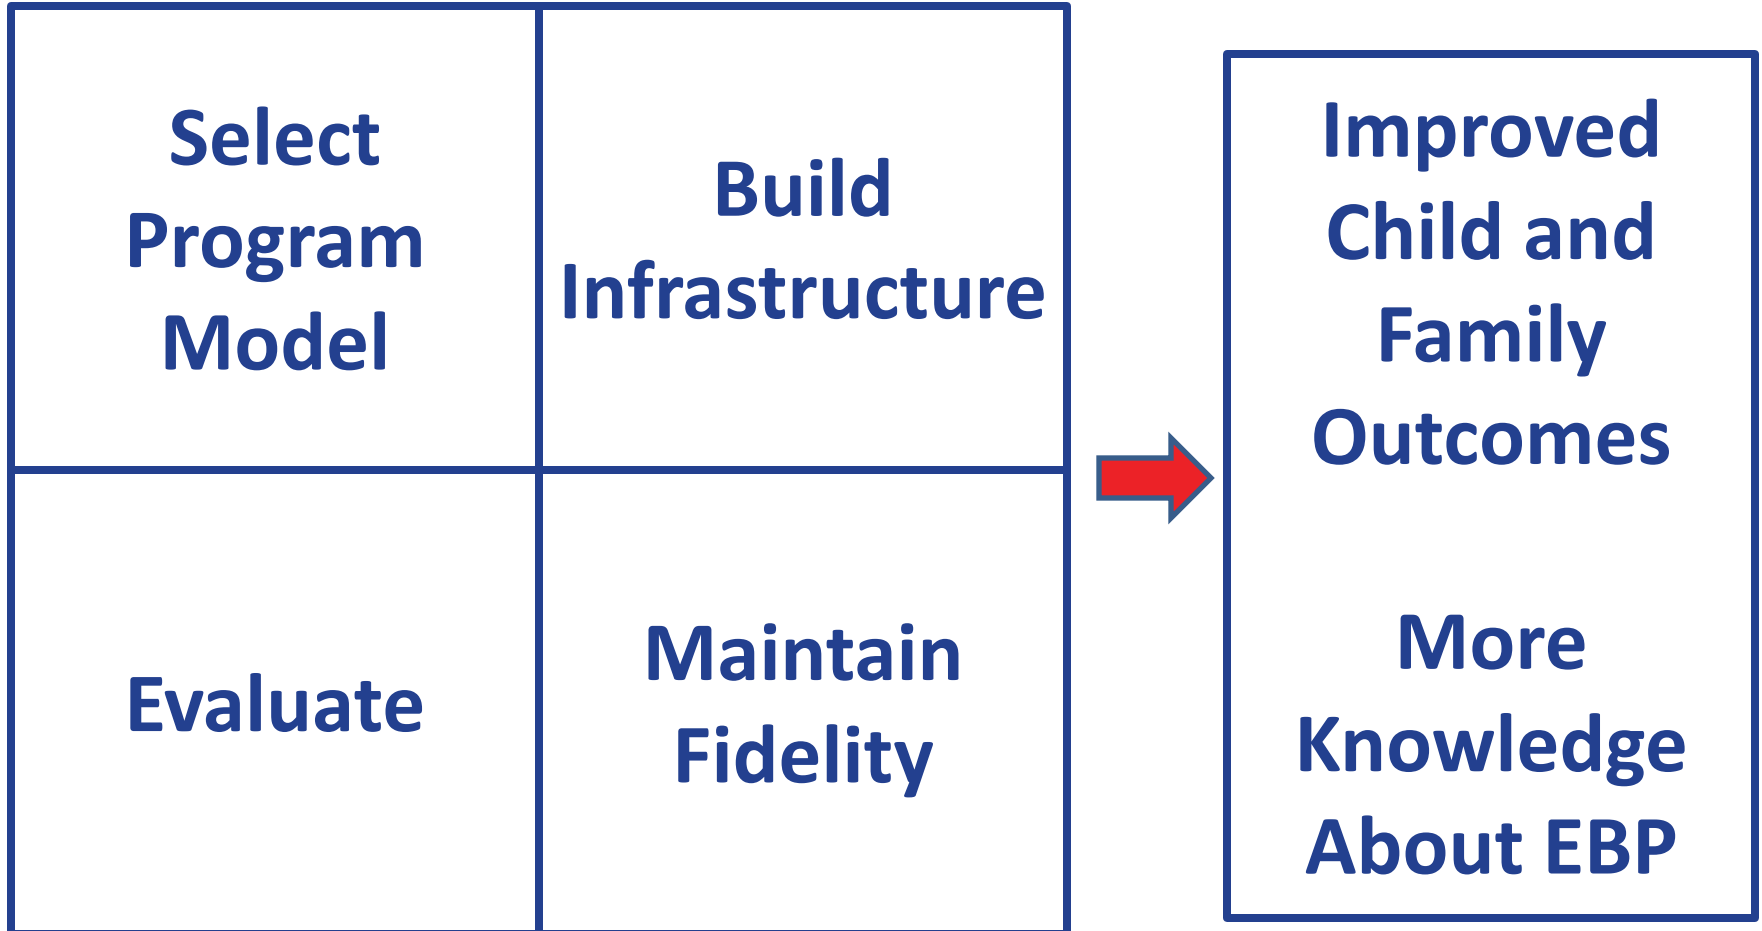 Select
Program
Model
Build
Infrastructure
Evaluate
Maintain
Fidelity
Improved
Child and
Family
Outcomes
More
Knowledge
About EBP